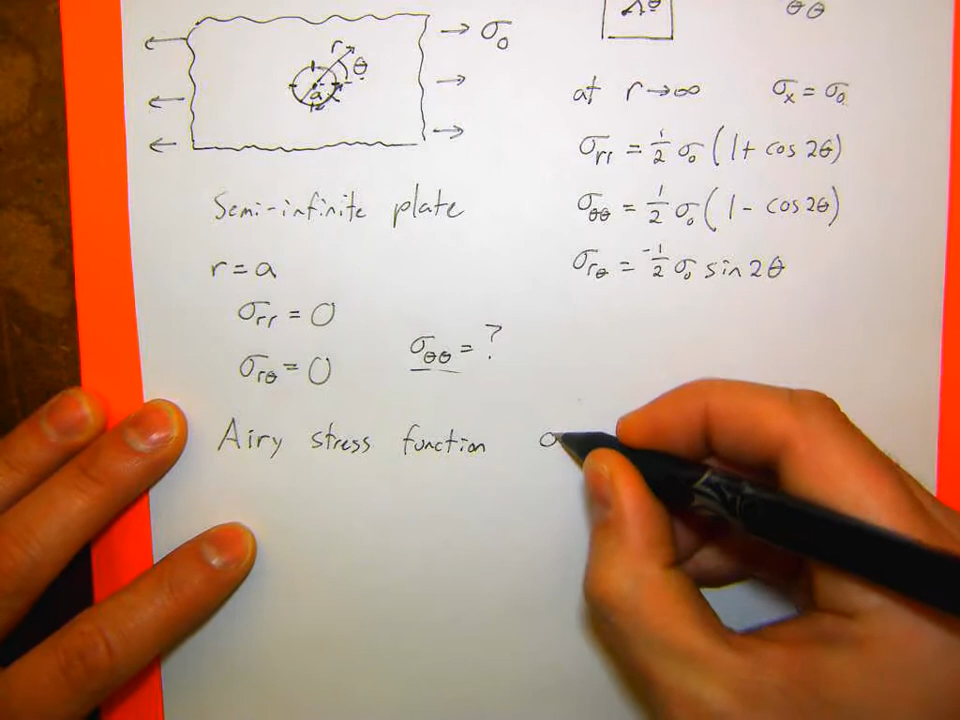 σ₀
r
θ
a
θθ
at r→∞ σₓ = σ₀
σrr = 1/2 σ₀ (1 + cos 2θ)
σθθ = 1/2 σ₀ (1 - cos 2θ)
σrθ = -1/2 σ₀ sin 2θ
Semi-infinite plate
r = a
σrr = 0
σrθ = 0 σθθ = ?
Airy stress function